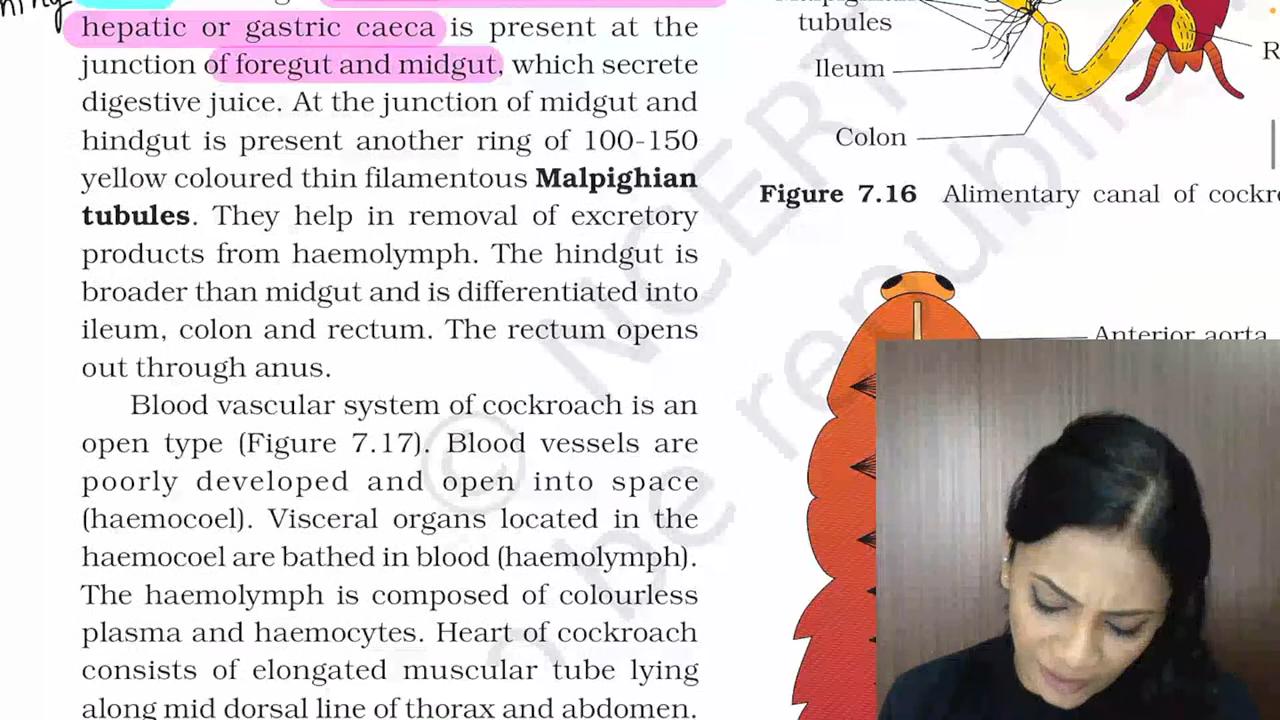 hepatic or gastric caeca is present at the
junction of foregut and midgut, which secrete
digestive juice. At the junction of midgut and
hindgut is present another ring of 100-150
yellow coloured thin filamentous Malpighian
tubules. They help in removal of excretory
products from haemolymph. The hindgut is
broader than midgut and is differentiated into
ileum, colon and rectum. The rectum opens
out through anus.
Blood vascular system of cockroach is an
open type (Figure 7.17). Blood vessels are
poorly developed and open into space
(haemocoel). Visceral organs located in the
haemocoel are bathed in blood (haemolymph).
The haemolymph is composed of colourless
plasma and haemocytes. Heart of cockroach
consists of elongated muscular tube lying
along mid dorsal line of thorax and abdomen.
tubules
Ileum
Colon
R
Figure 7.16 Alimentary canal of cockr
Anterior aorta
© NCERT
be republis